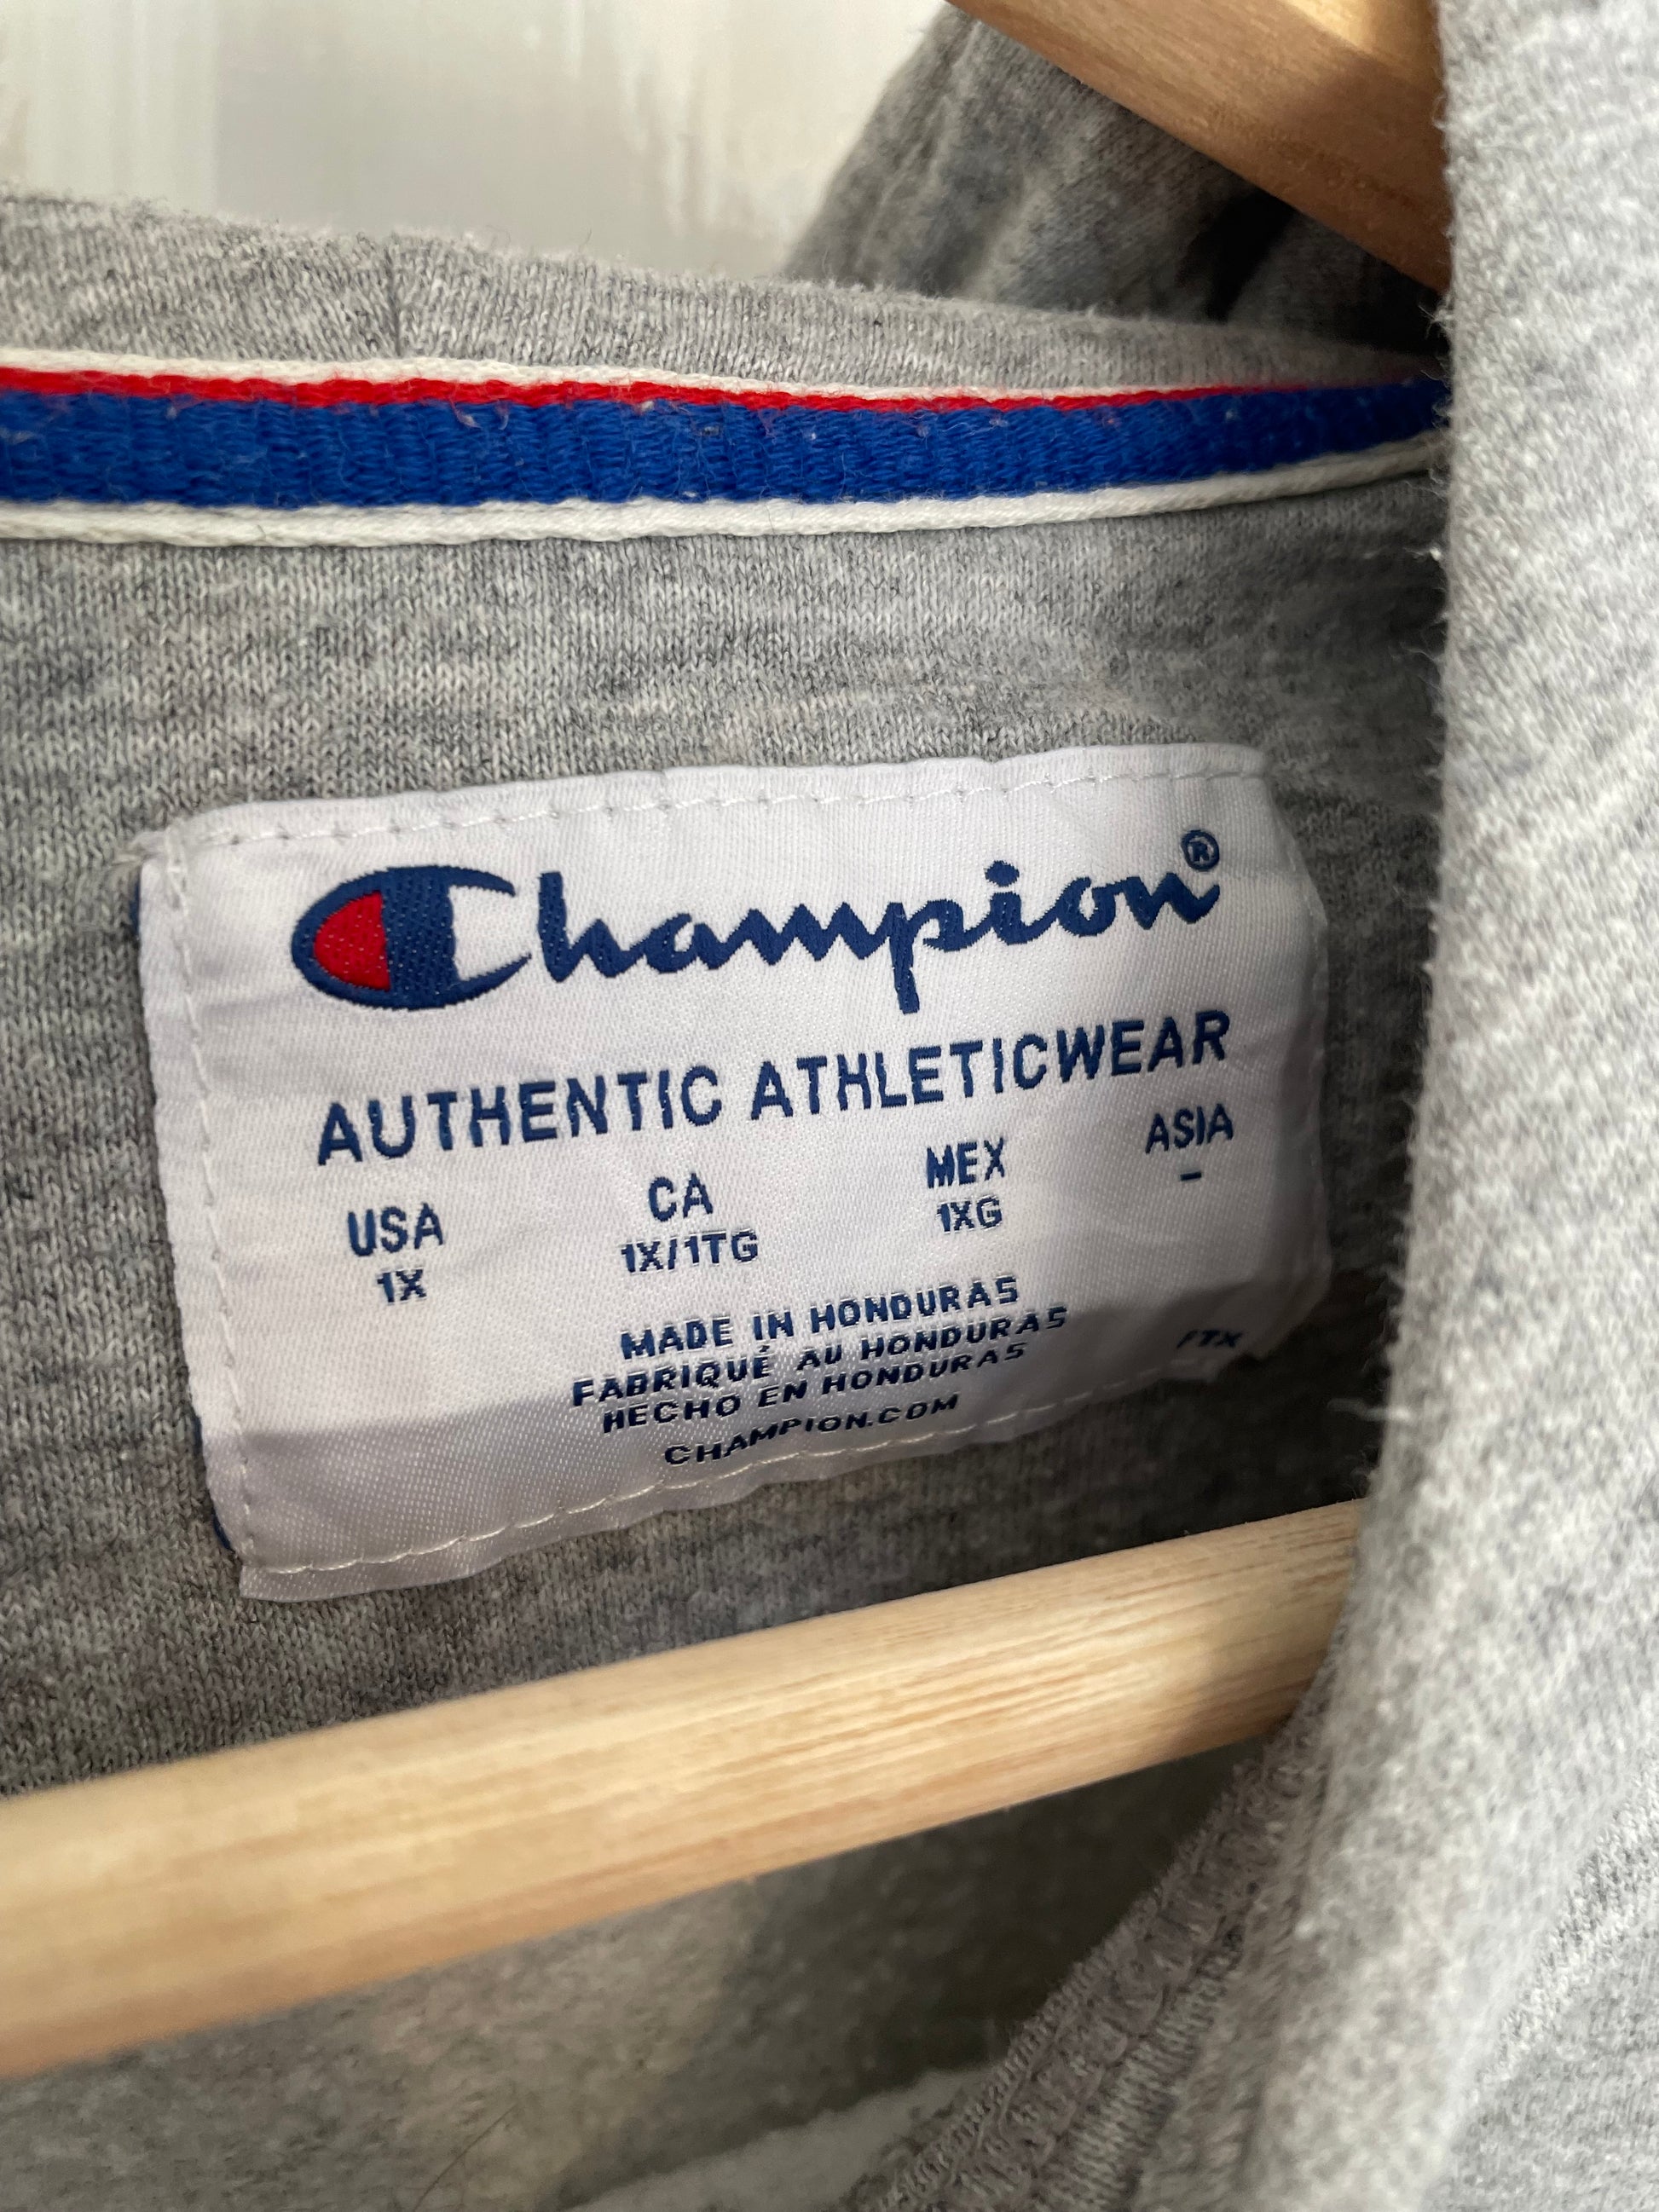 Champion®
AUTHENTIC ATHLETICWEAR
USA CA MEX ASIA
1X 1X/1TG 1XG –
MADE IN HONDURAS
FABRIQUÉ AU HONDURAS
HECHO EN HONDURAS
CHAMPION.COM
FTX